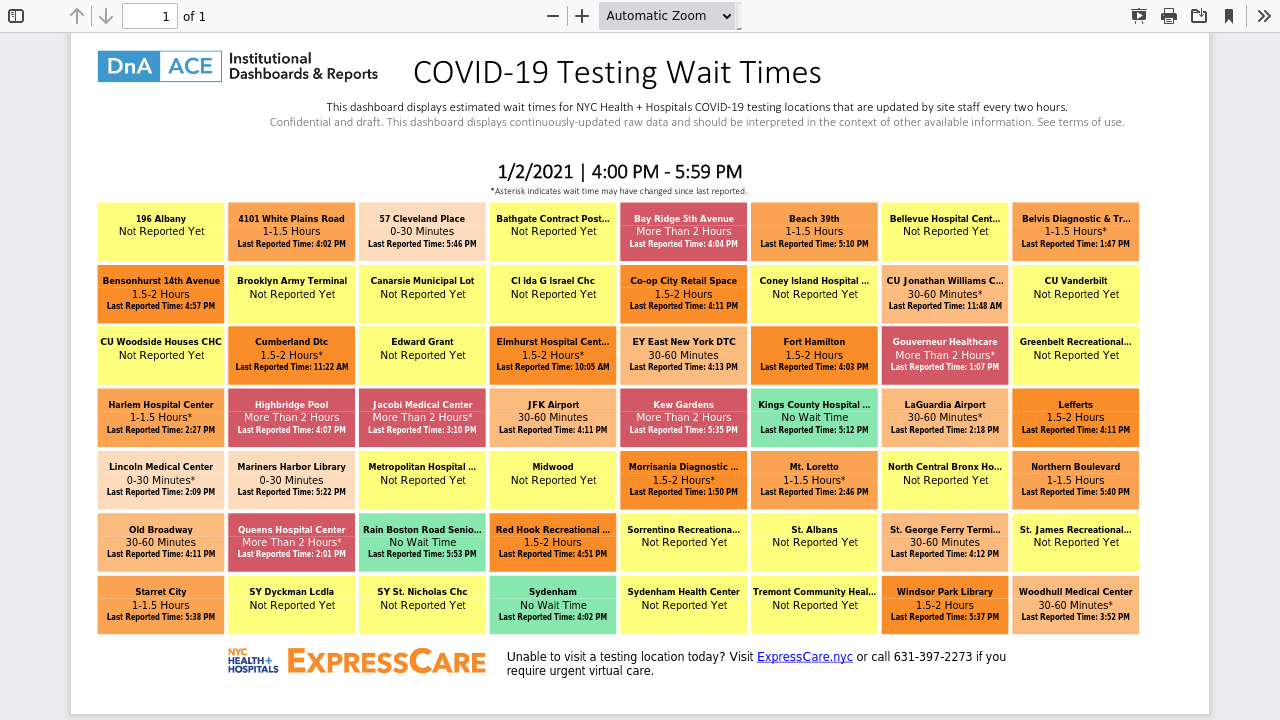 1 of 1 Automatic Zoom
DnA ACE Institutional
Dashboards & Reports
COVID-19 Testing Wait Times
This dashboard displays estimated wait times for NYC Health + Hospitals COVID-19 testing locations that are updated by site staff every two hours.
Confidential and draft. This dashboard displays continuously-updated raw data and should be interpreted in the context of other available information. See terms of use.
1/2/2021 | 4:00 PM - 5:59 PM
*Asterisk indicates wait time may have changed since last reported.
196 Albany
Not Reported Yet
4101 White Plains Road
1-1.5 Hours
Last Reported Time: 4:02 PM
57 Cleveland Place
0-30 Minutes
Last Reported Time: 5:46 PM
Bathgate Contract Post...
Not Reported Yet
Bay Ridge 5th Avenue
More Than 2 Hours
Last Reported Time: 4:04 PM
Beach 39th
1-1.5 Hours
Last Reported Time: 5:10 PM
Bellevue Hospital Cent...
Not Reported Yet
Belvis Diagnostic & Tr...
1-1.5 Hours*
Last Reported Time: 1:47 PM
Bensonhurst 14th Avenue
1.5-2 Hours
Last Reported Time: 4:57 PM
Brooklyn Army Terminal
Not Reported Yet
Canarsie Municipal Lot
Not Reported Yet
Cl Ida G Israel Chc
Not Reported Yet
Co-op City Retail Space
1.5-2 Hours
Last Reported Time: 4:11 PM
Coney Island Hospital ...
Not Reported Yet
CU Jonathan Williams C...
30-60 Minutes*
Last Reported Time: 11:48 AM
CU Vanderbilt
Not Reported Yet
CU Woodside Houses CHC
Not Reported Yet
Cumberland Dtc
1.5-2 Hours*
Last Reported Time: 11:22 AM
Edward Grant
Not Reported Yet
Elmhurst Hospital Cent...
1.5-2 Hours*
Last Reported Time: 10:05 AM
EY East New York DTC
30-60 Minutes
Last Reported Time: 4:13 PM
Fort Hamilton
1.5-2 Hours
Last Reported Time: 4:03 PM
Gouverneur Healthcare
More Than 2 Hours*
Last Reported Time: 1:07 PM
Greenbelt Recreational...
Not Reported Yet
Harlem Hospital Center
1-1.5 Hours*
Last Reported Time: 2:27 PM
Highbridge Pool
More Than 2 Hours
Last Reported Time: 4:07 PM
Jacobi Medical Center
More Than 2 Hours*
Last Reported Time: 3:10 PM
JFK Airport
30-60 Minutes
Last Reported Time: 4:11 PM
Kew Gardens
More Than 2 Hours
Last Reported Time: 5:35 PM
Kings County Hospital ...
No Wait Time
Last Reported Time: 5:12 PM
LaGuardia Airport
30-60 Minutes*
Last Reported Time: 2:18 PM
Lefferts
1.5-2 Hours
Last Reported Time: 4:11 PM
Lincoln Medical Center
0-30 Minutes*
Last Reported Time: 2:09 PM
Mariners Harbor Library
0-30 Minutes
Last Reported Time: 5:22 PM
Metropolitan Hospital ...
Not Reported Yet
Midwood
Not Reported Yet
Morrisania Diagnostic ...
1.5-2 Hours*
Last Reported Time: 1:50 PM
Mt. Loretto
1-1.5 Hours*
Last Reported Time: 2:46 PM
North Central Bronx Ho...
Not Reported Yet
Northern Boulevard
1-1.5 Hours
Last Reported Time: 5:40 PM
Old Broadway
30-60 Minutes
Last Reported Time: 4:11 PM
Queens Hospital Center
More Than 2 Hours*
Last Reported Time: 2:01 PM
Rain Boston Road Senio...
No Wait Time
Last Reported Time: 5:53 PM
Red Hook Recreational ...
1.5-2 Hours
Last Reported Time: 4:51 PM
Sorrentino Recreationa...
Not Reported Yet
St. Albans
Not Reported Yet
St. George Ferry Termi...
30-60 Minutes
Last Reported Time: 4:12 PM
St. James Recreational...
Not Reported Yet
Starret City
1-1.5 Hours
Last Reported Time: 5:38 PM
SY Dyckman Lcdla
Not Reported Yet
SY St. Nicholas Chc
Not Reported Yet
Sydenham
No Wait Time
Last Reported Time: 4:02 PM
Sydenham Health Center
Not Reported Yet
Tremont Community Heal...
Not Reported Yet
Windsor Park Library
1.5-2 Hours
Last Reported Time: 5:37 PM
Woodhull Medical Center
30-60 Minutes*
Last Reported Time: 3:52 PM
NYC
HEALTH+
HOSPITALS
EXPRESSCARE
Unable to visit a testing location today? Visit ExpressCare.nyc or call 631-397-2273 if you
require urgent virtual care.